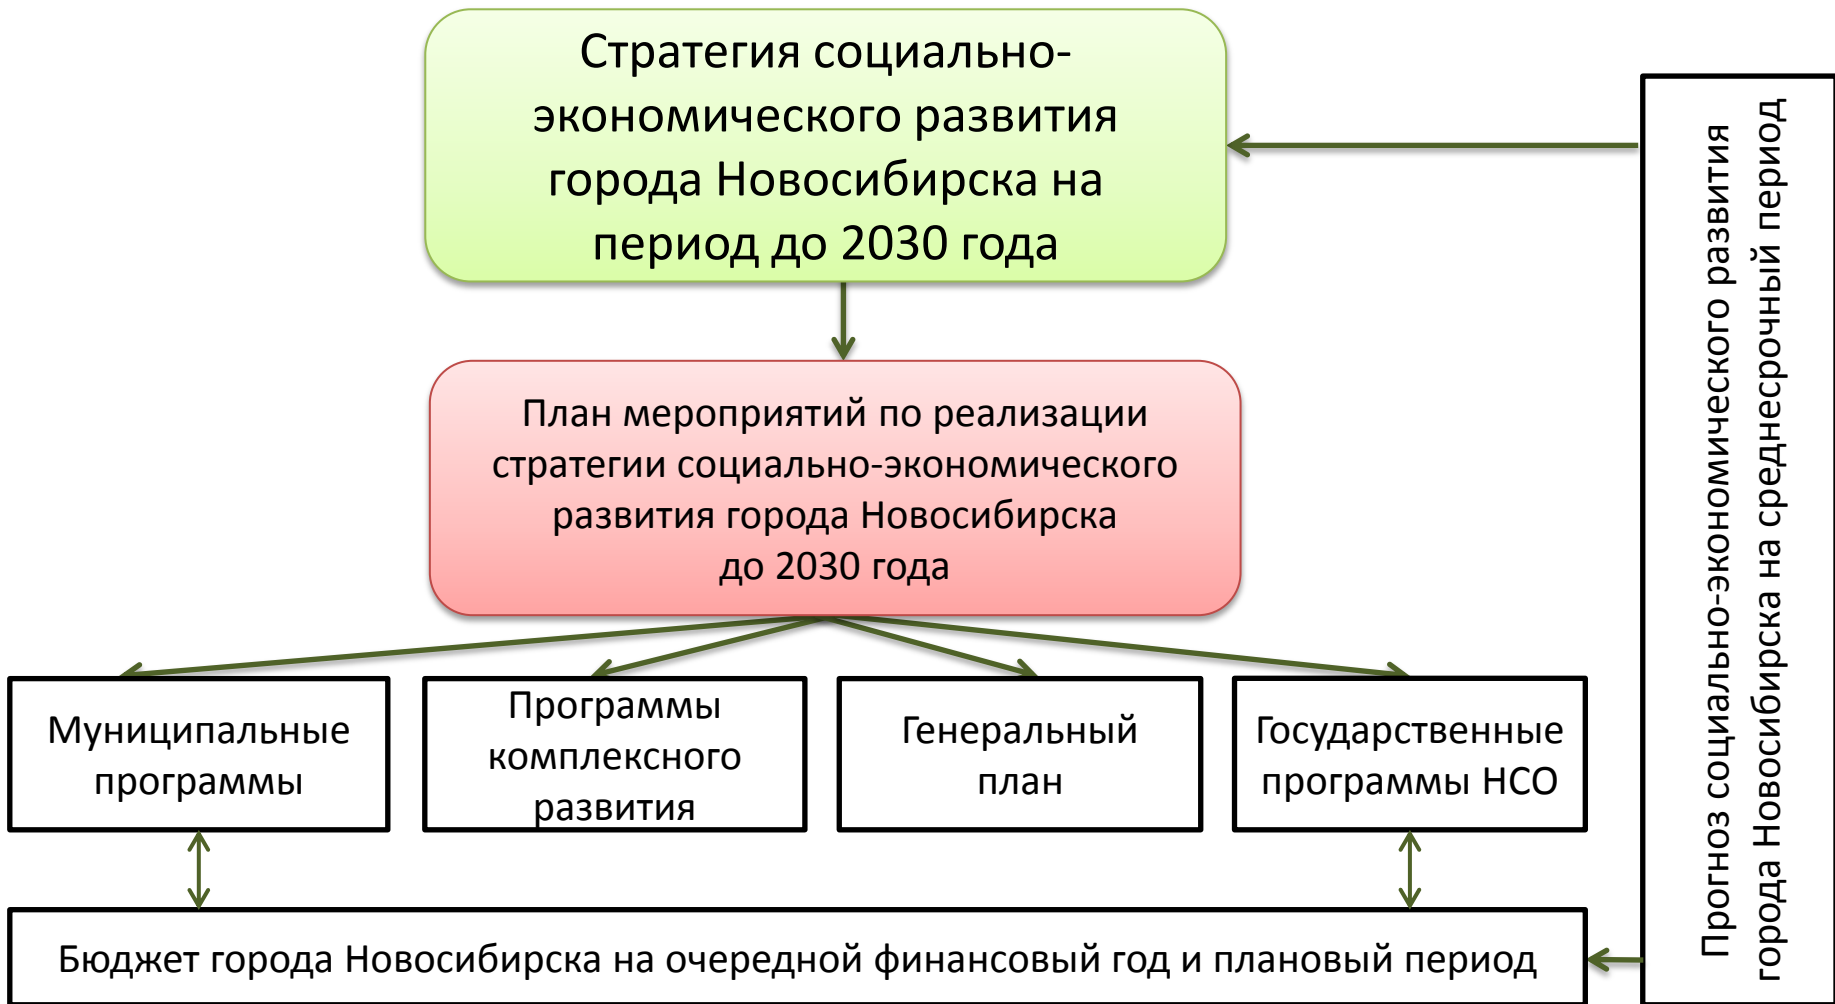 Стратегия социально-
экономического развития
города Новосибирска на
период до 2030 года
План мероприятий по реализации
стратегии социально-экономического
развития города Новосибирска
до 2030 года
Муниципальные
программы
Программы
комплексного
развития
Генеральный
план
Государственные
программы НСО
Бюджет города Новосибирска на очередной финансовый год и плановый период
Прогноз социально-экономического развития
города Новосибирска на среднесрочный период